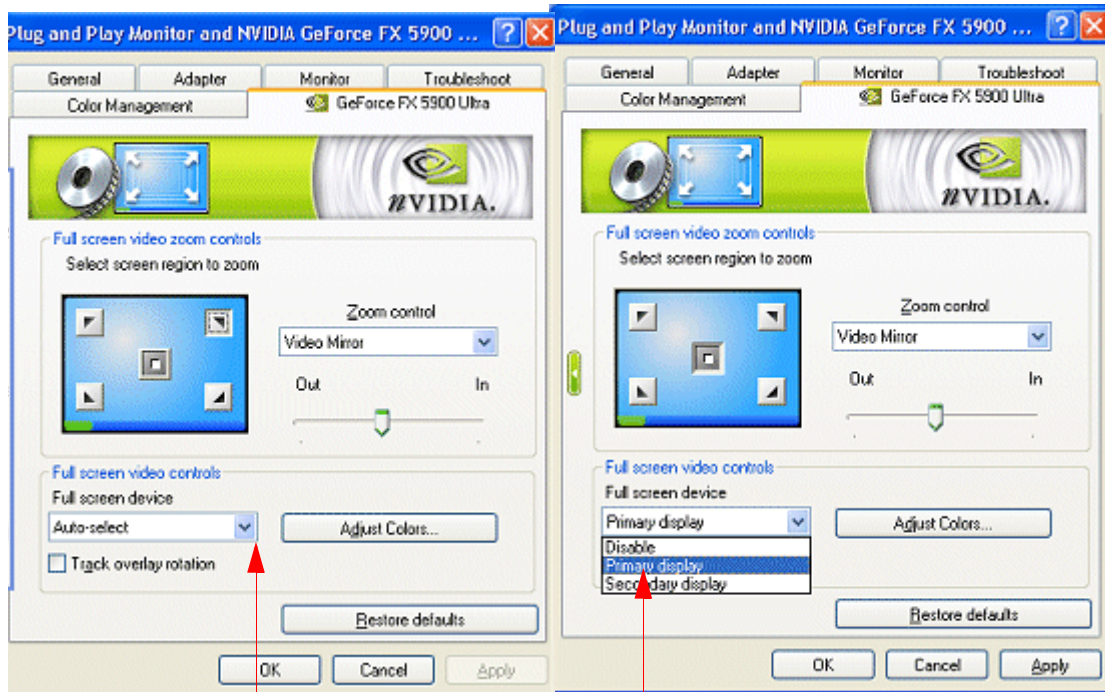 Plug and Play Monitor and NVIDIA GeForce FX 5900 ...
General Adapter Monitor Troubleshoot
Color Management GeForce FX 5900 Ultra
NVIDIA.
Full screen video zoom controls
Select screen region to zoom
Zoom control
Video Mirror
Out In
Full screen video controls
Full screen device
Auto-select
Adjust Colors...
Track overlay rotation
Restore defaults
OK Cancel Apply
Plug and Play Monitor and NVIDIA GeForce FX 5900 ...
General Adapter Monitor Troubleshoot
Color Management GeForce FX 5900 Ultra
NVIDIA.
Full screen video zoom controls
Select screen region to zoom
Zoom control
Video Mirror
Out In
Full screen video controls
Full screen device
Primary display
Adjust Colors...
Disable
Primary display
Secondary display
Restore defaults
OK Cancel Apply